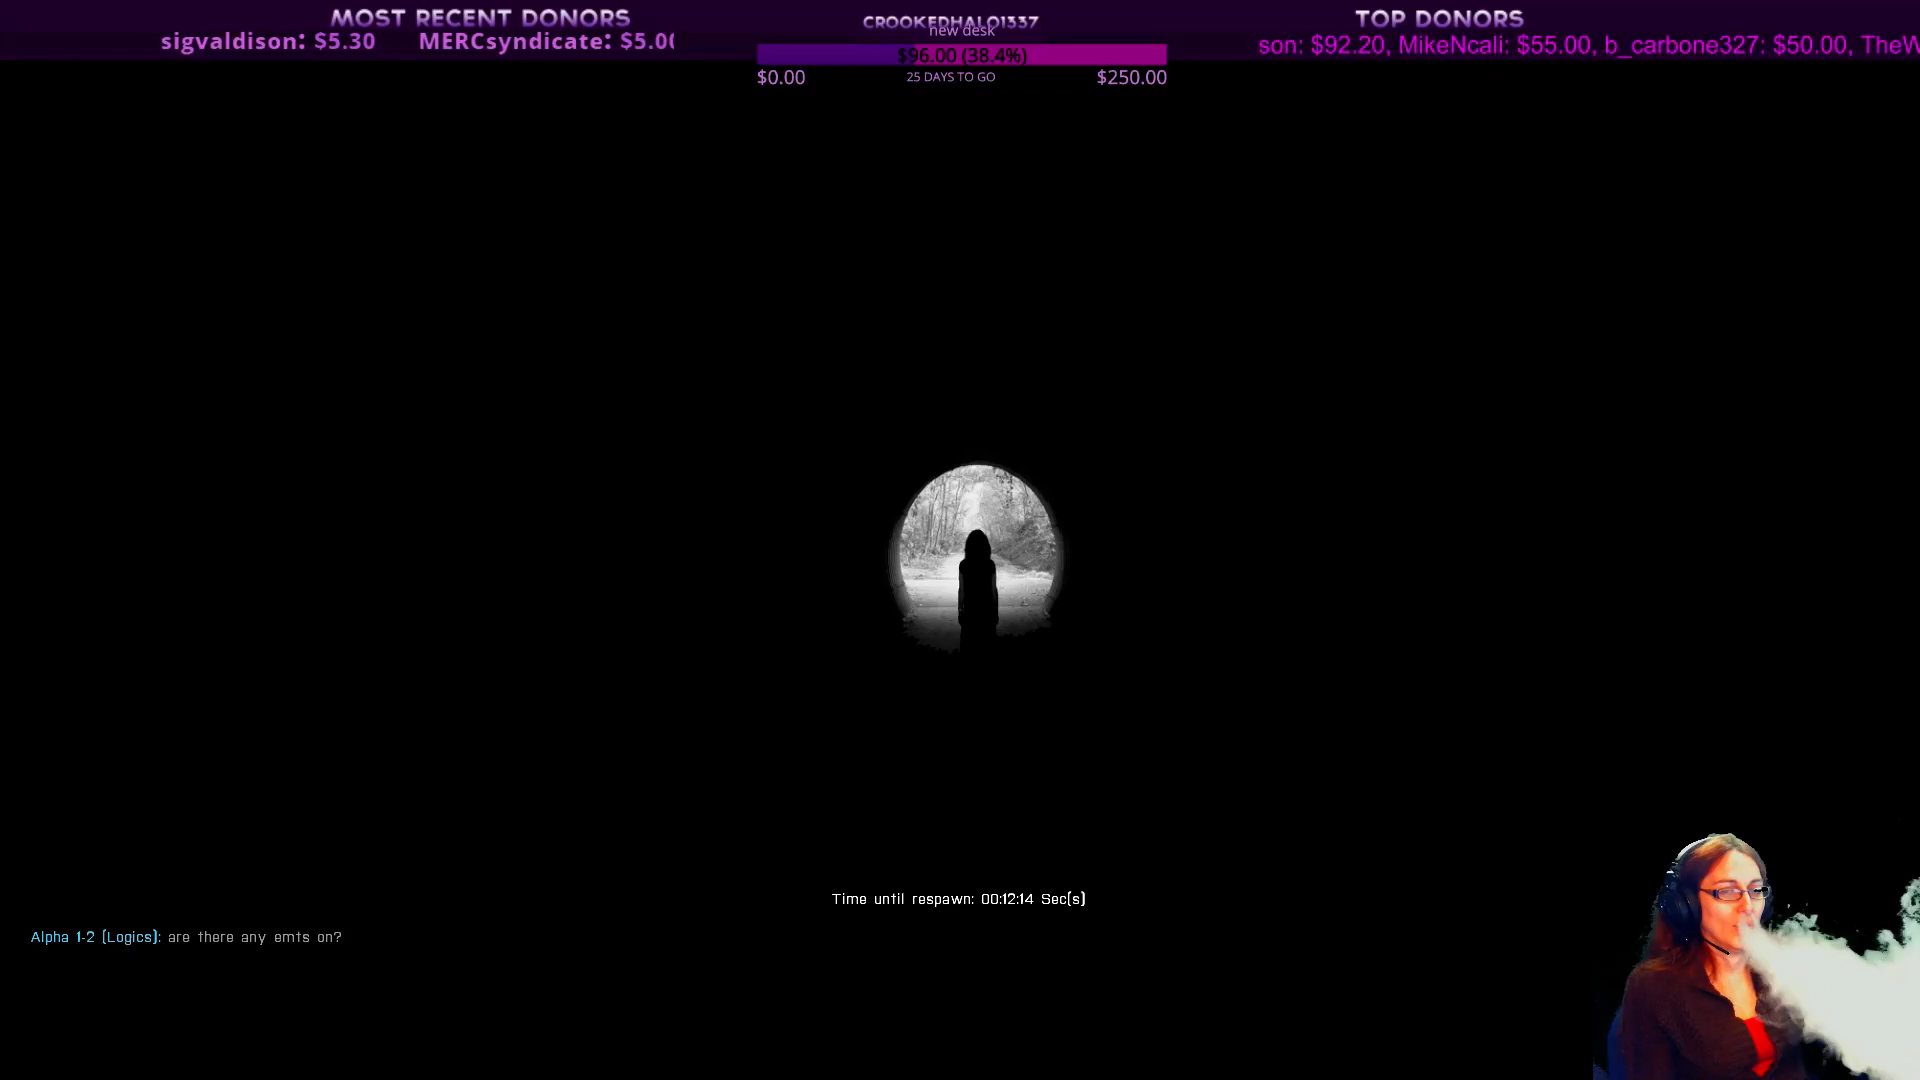 MOST RECENT DONORS
sigvaldison: $5.30 MERCsyndicate: $5.00
CROOKEDHALO1337
new desk
$96.00 (38.4%)
$0.00 25 DAYS TO GO $250.00
TOP DONORS
son: $92.20, MikeNcali: $55.00, b_carbone327: $50.00, TheW
Time until respawn: 00:12:14 Sec(s)
Alpha 1-2 (Logics): are there any emts on?